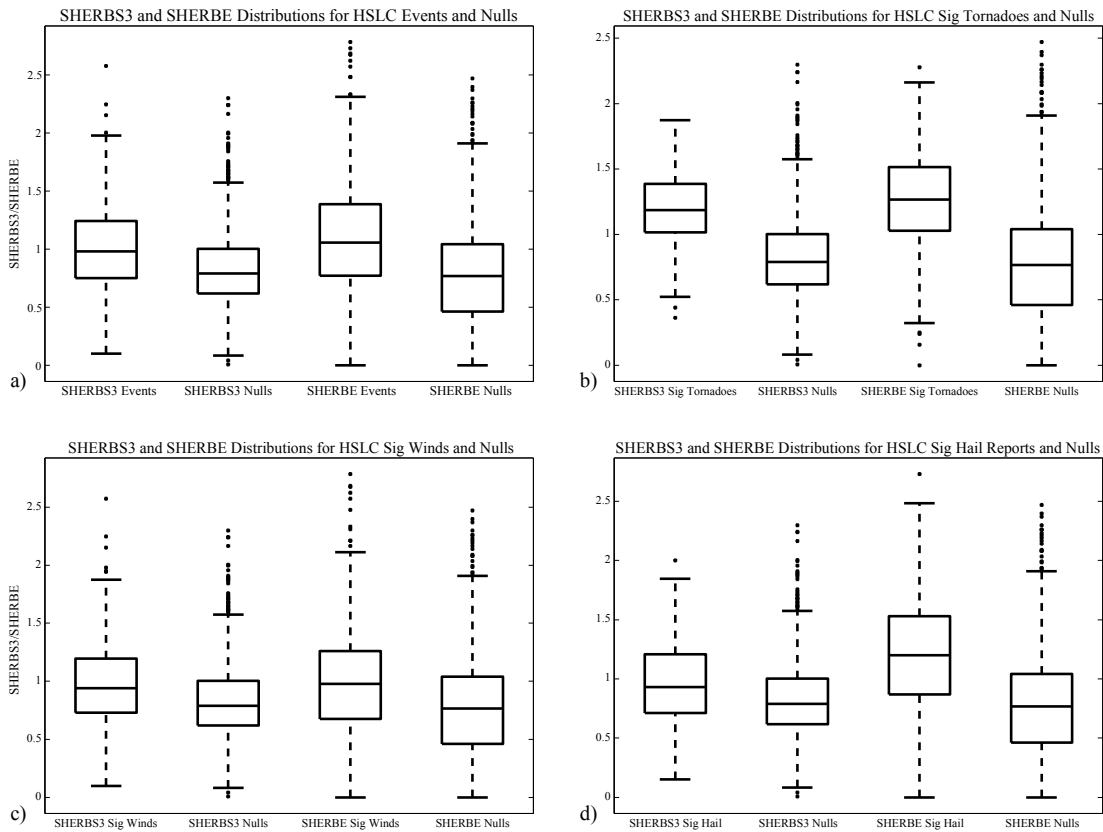 SHERBS3 and SHERBE Distributions for HSLC Events and Nulls
2.5
2
1.5
1
0.5
0
SHERBS3/SHERBE
SHERBS3 Events SHERBS3 Nulls SHERBE Events SHERBE Nulls
a)
SHERBS3 and SHERBE Distributions for HSLC Sig Tornadoes and Nulls
2.5
2
1.5
1
0.5
0
SHERBS3 Sig Tornadoes SHERBS3 Nulls SHERBE Sig Tornadoes SHERBE Nulls
b)
SHERBS3 and SHERBE Distributions for HSLC Sig Winds and Nulls
2.5
2
1.5
1
0.5
0
SHERBS3/SHERBE
SHERBS3 Sig Winds SHERBS3 Nulls SHERBE Sig Winds SHERBE Nulls
c)
SHERBS3 and SHERBE Distributions for HSLC Sig Hail Reports and Nulls
2.5
2
1.5
1
0.5
0
SHERBS3 Sig Hail SHERBS3 Nulls SHERBE Sig Hail SHERBE Nulls
d)